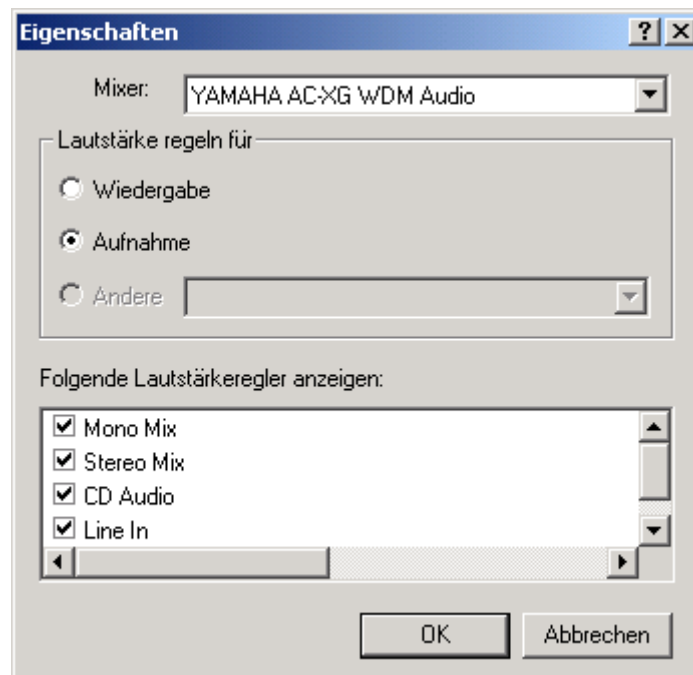 Eigenschaften
Mixer: YAMAHA AC-XG WDM Audio
Lautstärke regeln für
Wiedergabe
Aufnahme
Andere
Folgende Lautstärkeregler anzeigen:
Mono Mix
Stereo Mix
CD Audio
Line In
OK Abbrechen